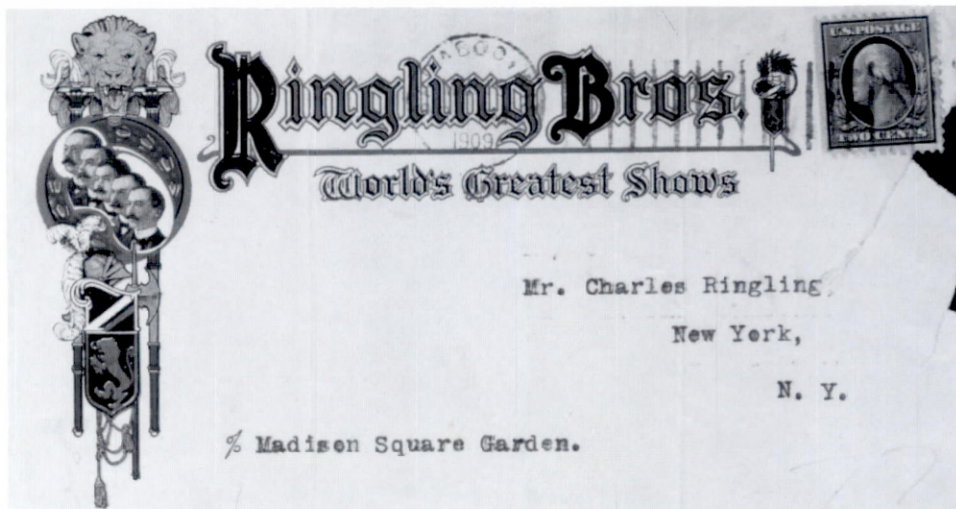 Ringling Bros.
World's Greatest Shows
1909
U.S. POSTAGE
TWO CENTS
Mr. Charles Ringling
New York,
N. Y.
% Madison Square Garden.